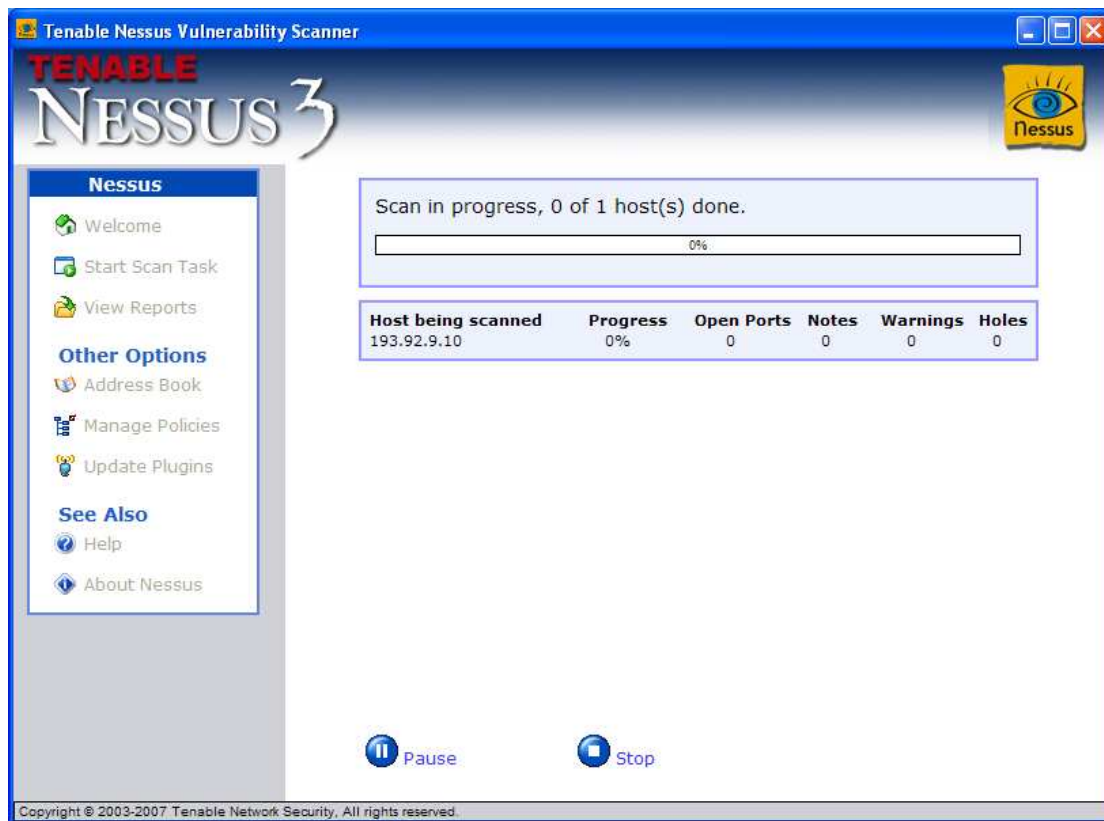 Tenable Nessus Vulnerability Scanner
TENABLE
NESSUS 3
Nessus
Nessus
Welcome
Start Scan Task
View Reports
Other Options
Address Book
Manage Policies
Update Plugins
See Also
Help
About Nessus
Scan in progress, 0 of 1 host(s) done.
0%
Host being scanned Progress Open Ports Notes Warnings Holes
193.92.9.10 0% 0 0 0 0
Pause Stop
Copyright © 2003-2007 Tenable Network Security, All rights reserved.